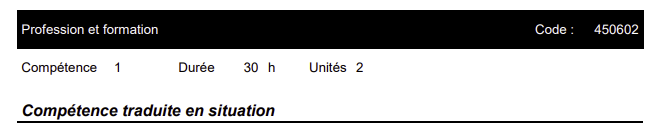 Profession et formation Code : 450602
Compétence 1 Durée 30 h Unités 2
Compétence traduite en situation